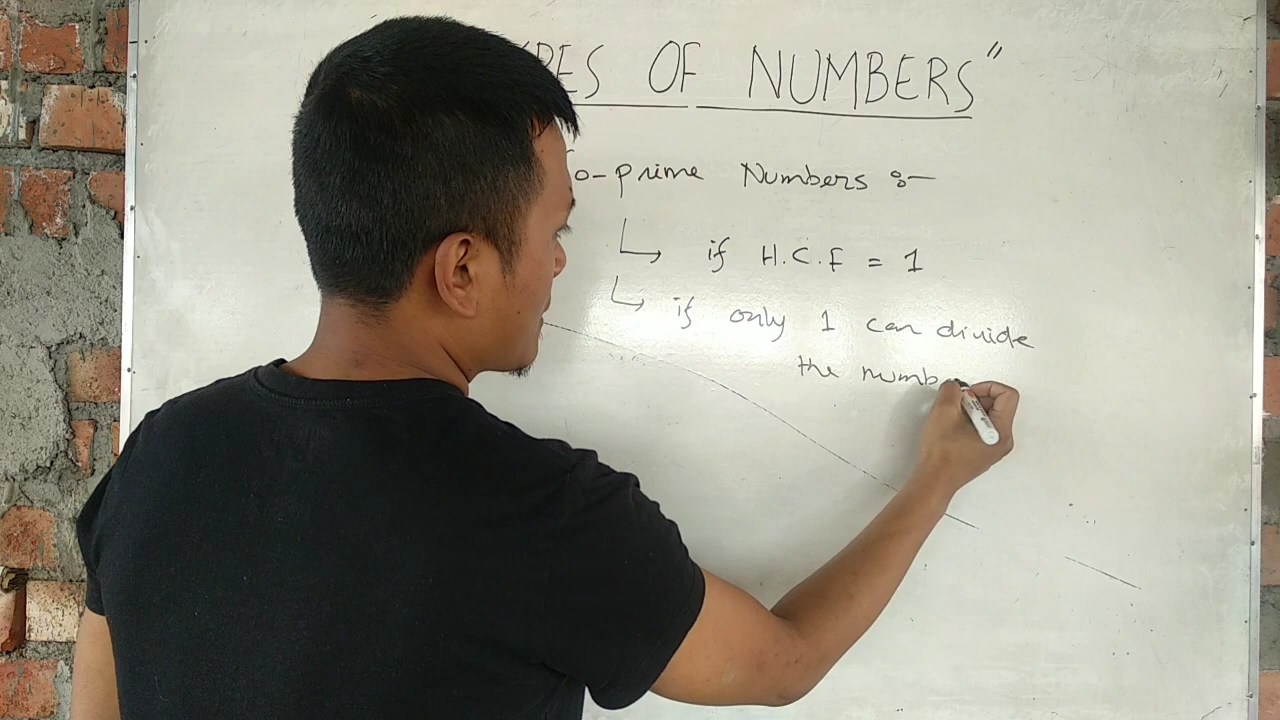 PES OF NUMBERS"
o-prime Numbers :-
if H.C.F = 1
if only 1 can divide
the numb